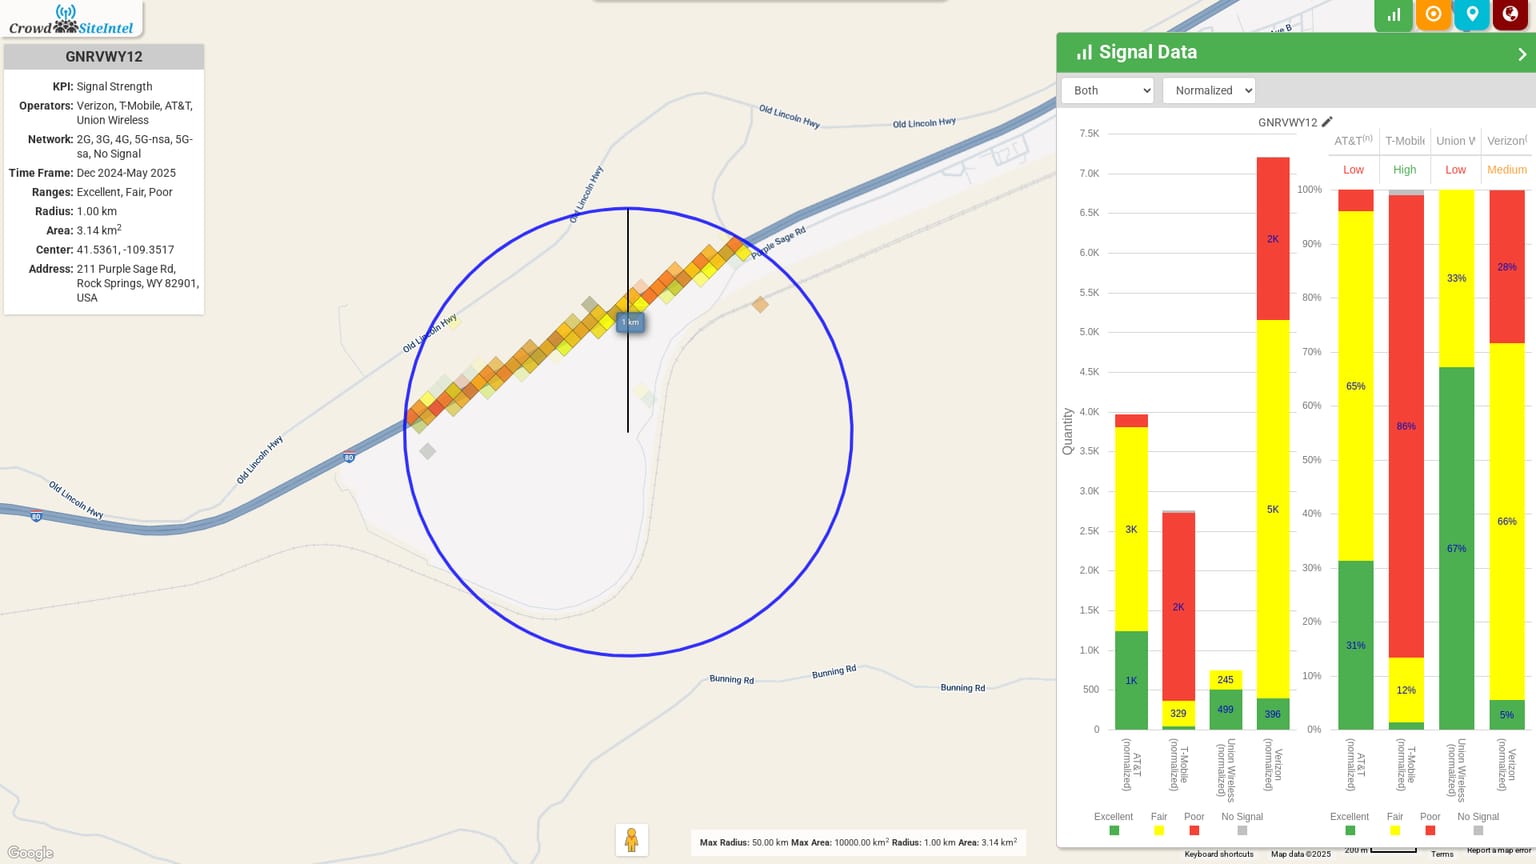 Crowd SiteIntel
GNRVWY12
KPI: Signal Strength
Operators: Verizon, T-Mobile, AT&T,
Union Wireless
Network: 2G, 3G, 4G, 5G-nsa, 5G-
sa, No Signal
Time Frame: Dec 2024-May 2025
Ranges: Excellent, Fair, Poor
Radius: 1.00 km
Area: 3.14 km²
Center: 41.5361, -109.3517
Address: 211 Purple Sage Rd,
Rock Springs, WY 82901,
USA
Old Lincoln Hwy
Old Lincoln Hwy
Old Lincoln Hwy
Purple Sage Rd
Old Lincoln Hwy
1 km
Old Lincoln Hwy
80
Old Lincoln Hwy
80
Bunning Rd
Bunning Rd
Bunning Rd
Google
Max Radius: 50.00 km Max Area: 10000.00 km² Radius: 1.00 km Area: 3.14 km²
Signal Data
Both
Normalized
GNRVWY12
7.5K
7.0K
6.5K
6.0K
5.5K
5.0K
4.5K
4.0K
3.5K
3.0K
2.5K
2.0K
1.5K
1.0K
500
0
Quantity
3K
1K
2K
329
245
499
2K
5K
396
AT&T
(normalized)
T-Mobile
(normalized)
Union Wireless
(normalized)
Verizon
(normalized)
Excellent Fair Poor No Signal
AT&T(n) T-Mobile Union W Verizon(
Low High Low Medium
100%
90%
80%
70%
60%
50%
40%
30%
20%
10%
0%
65%
31%
86%
12%
33%
67%
28%
66%
5%
AT&T
(normalized)
T-Mobile
(normalized)
Union Wireless
(normalized)
Verizon
(normalized)
Excellent Fair Poor No Signal
Keyboard shortcuts Map data ©2025 200 m Terms Report a map error